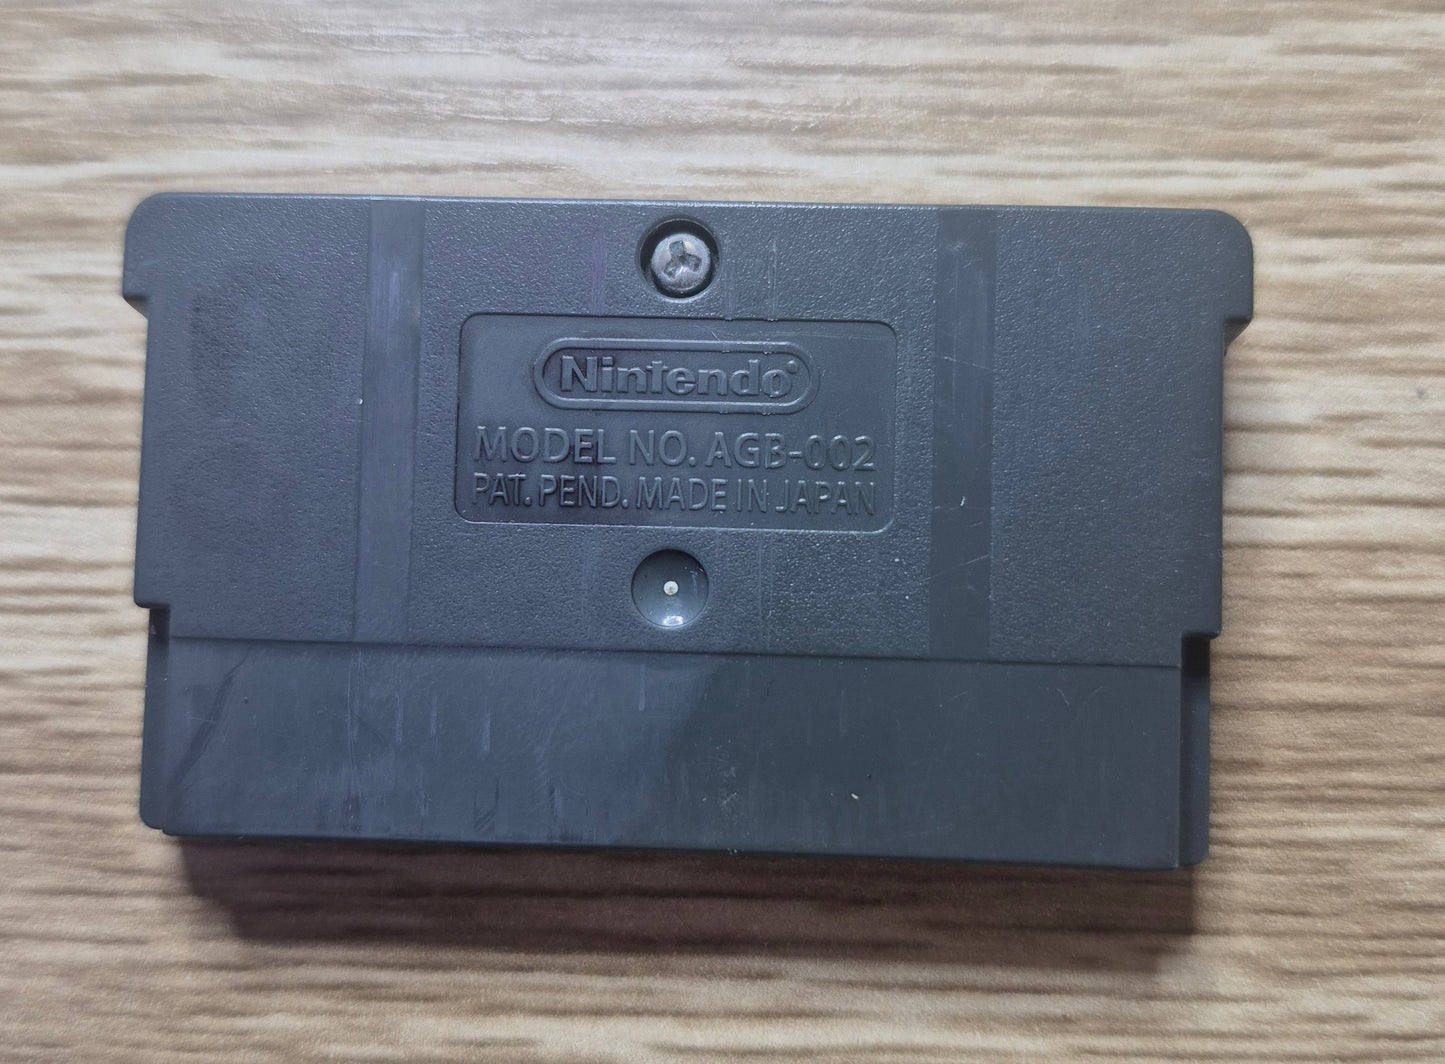 Nintendo
MODEL NO. AGB-002
PAT. PEND. MADE IN JAPAN